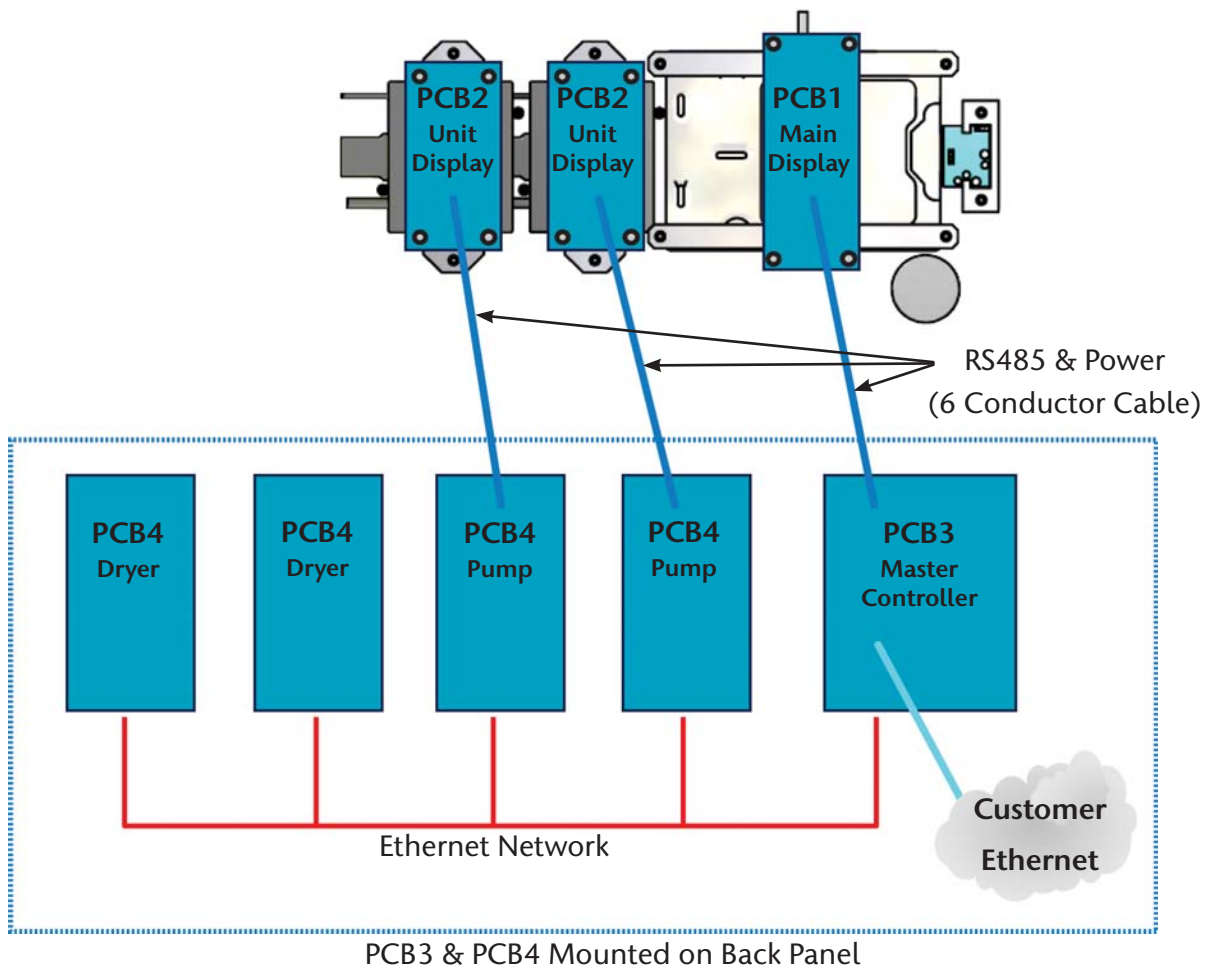 PCB2
Unit
Display
PCB2
Unit
Display
PCB1
Main
Display
RS485 & Power
(6 Conductor Cable)
PCB4
Dryer
PCB4
Dryer
PCB4
Pump
PCB4
Pump
PCB3
Master
Controller
Customer
Ethernet
Ethernet Network
PCB3 & PCB4 Mounted on Back Panel